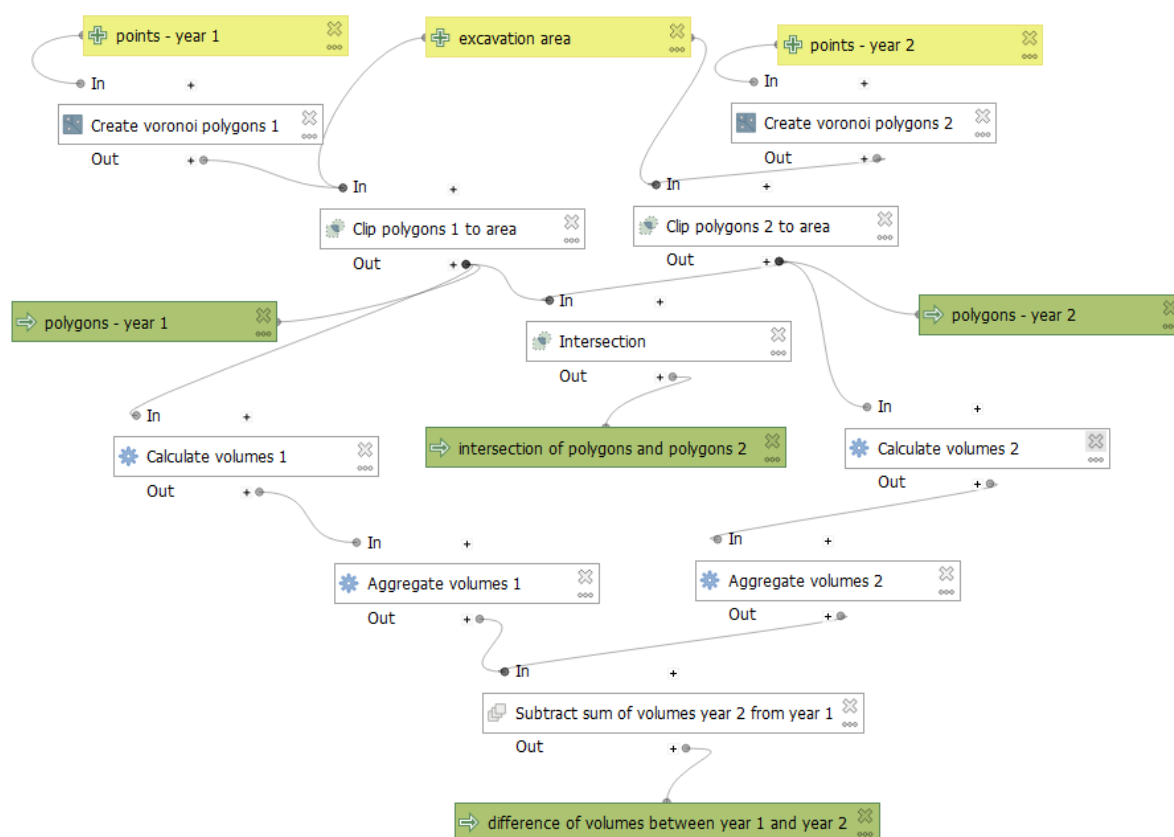 points - year 1
excavation area
points - year 2
In
In
Create voronoi polygons 1
Create voronoi polygons 2
Out
Out
In
In
Clip polygons 1 to area
Clip polygons 2 to area
Out
Out
In
polygons - year 1
polygons - year 2
Intersection
Out
In
In
Calculate volumes 1
intersection of polygons and polygons 2
Calculate volumes 2
Out
Out
In
In
Aggregate volumes 1
Aggregate volumes 2
Out
Out
In
Subtract sum of volumes year 2 from year 1
Out
difference of volumes between year 1 and year 2